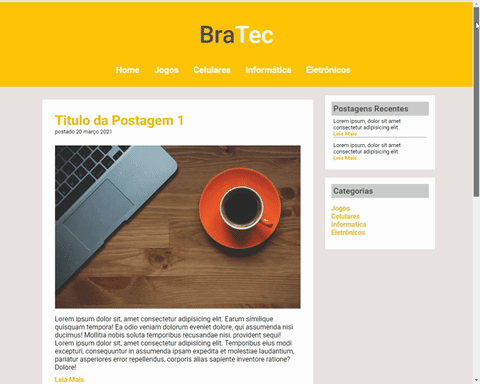 BraTec
Home Jogos Celulares Informática Eletrônicos
Titulo da Postagem 1
postado 20 março 2021
Lorem ipsum dolor sit, amet consectetur adipisicing elit. Earum similique
quisquam tempora! Ea odio veniam dolorum eveniet dolore, qui assumenda nisi
ducimus! Mollitia nobis soluta temporibus recusandae nisi, provident sequi!
Lorem ipsum dolor sit, amet consectetur adipisicing elit. Temporibus eius modi
excepturi, consequuntur in assumenda ipsam expedita et molestiae laudantium,
pariatur asperiores error repellendus, corporis alias sapiente inventore ratione?
Dolore!
Leia Mais
Postagens Recentes
Lorem ipsum, dolor sit amet
consectetur adipisicing elit.
Leia Mais
Lorem ipsum, dolor sit amet
consectetur adipisicing elit.
Leia Mais
Categorias
Jogos
Celulares
Informatica
Eletrônicos